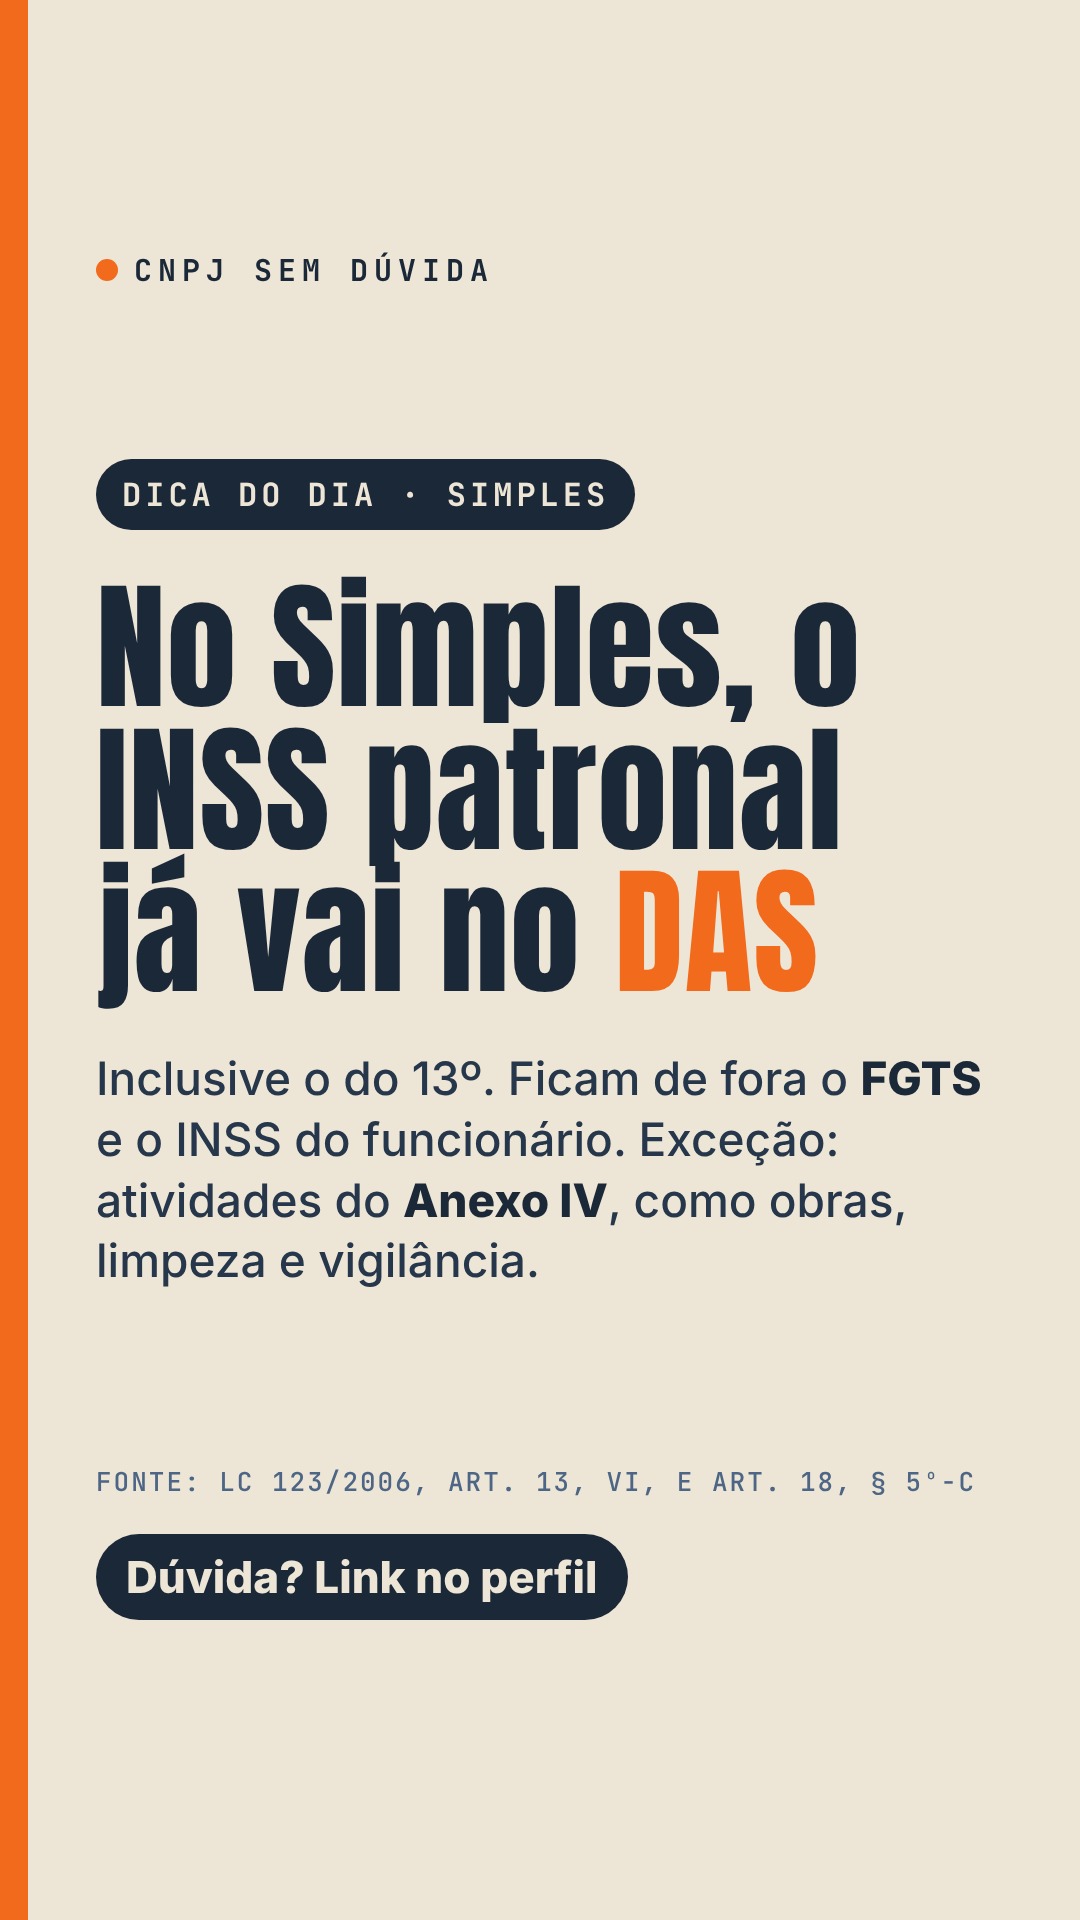 CNPJ SEM DÚVIDA
DICA DO DIA · SIMPLES
No Simples, o
INSS patronal
já vai no DAS
Inclusive o do 13º. Ficam de fora o FGTS
e o INSS do funcionário. Exceção:
atividades do Anexo IV, como obras,
limpeza e vigilância.
FONTE: LC 123/2006, ART. 13, VI, E ART. 18, § 5º-C
Dúvida? Link no perfil